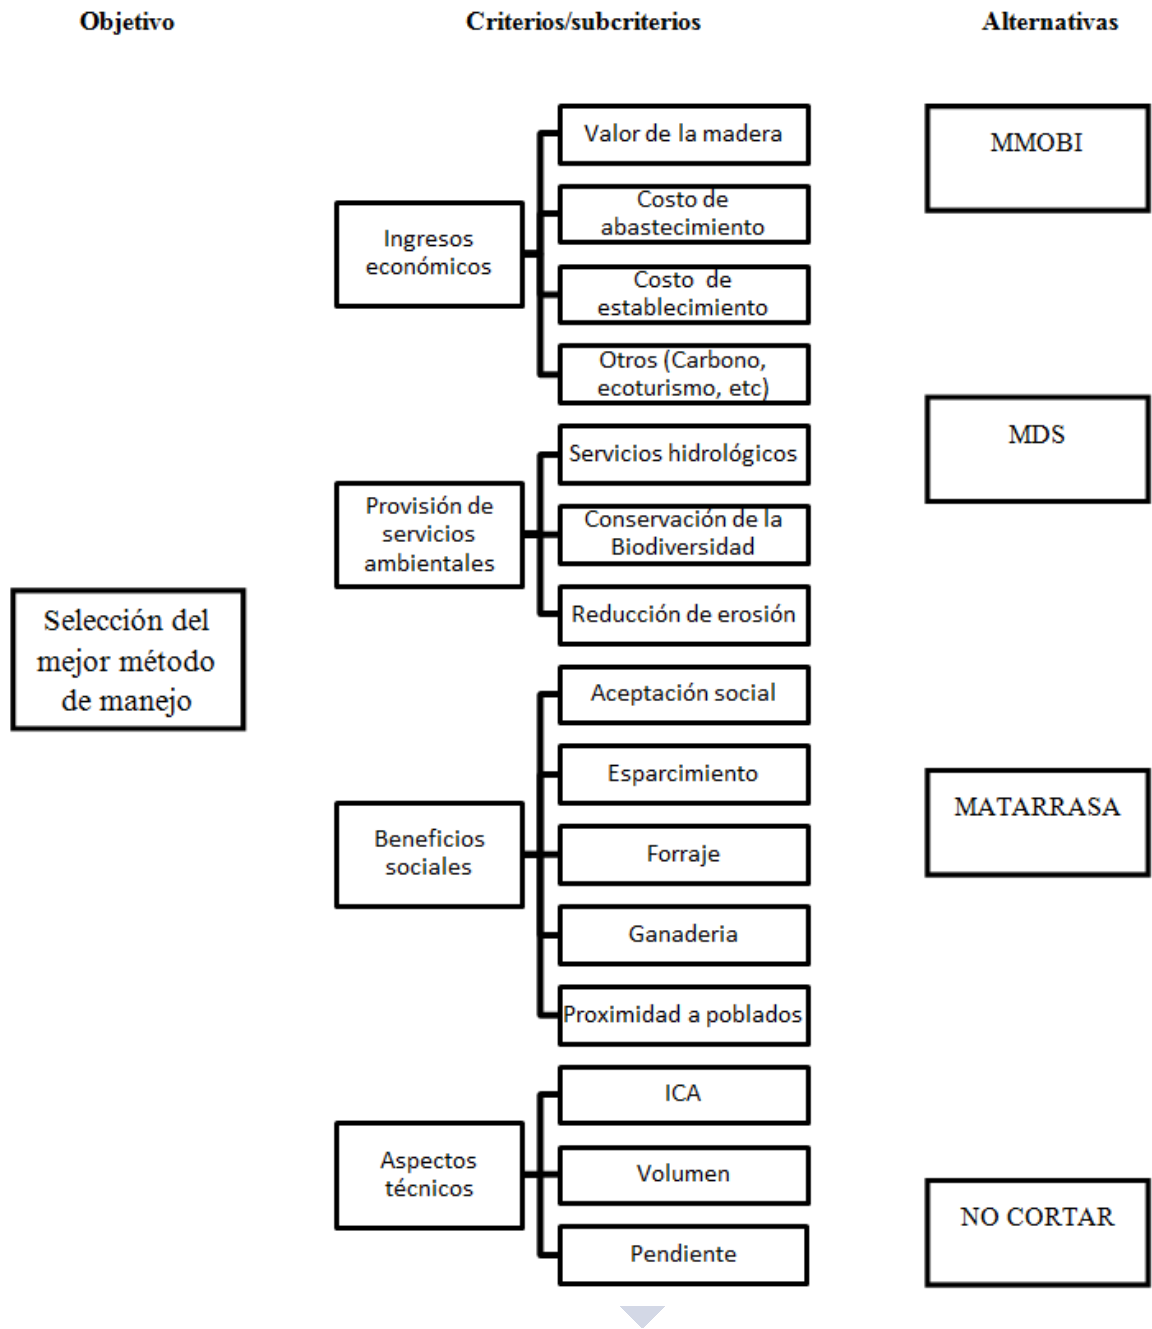 Objetivo
Criterios/subcriterios
Alternativas
Selección del
mejor método
de manejo
Ingresos
económicos
Valor de la madera
Costo de
abastecimiento
Costo de
establecimiento
Otros (Carbono,
ecoturismo, etc)
Provisión de
servicios
ambientales
Servicios hidrológicos
Conservación de la
Biodiversidad
Reducción de erosión
Beneficios
sociales
Aceptación social
Esparcimiento
Forraje
Ganaderia
Proximidad a poblados
Aspectos
técnicos
ICA
Volumen
Pendiente
MMOBI
MDS
MATARRASA
NO CORTAR